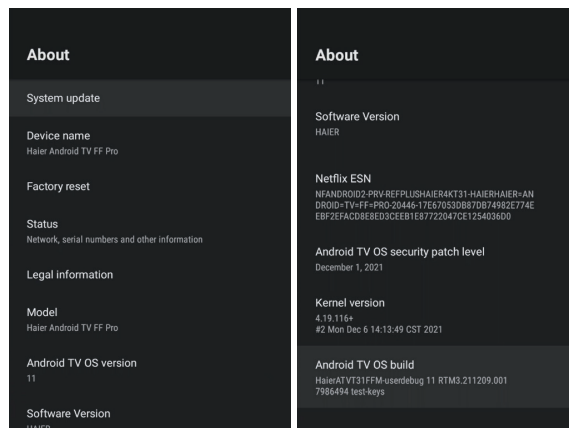 About
System update
Device name
Haier Android TV FF Pro
Factory reset
Status
Network, serial numbers and other information
Legal information
Model
Haier Android TV FF Pro
Android TV OS version
11
Software Version
HAIER
About
11
Software Version
HAIER
Netflix ESN
NFANDROID2-PRV-REFPLUSHAIER4KT31-HAIERHAIER=AN
DROID=TV=FF=PRO-20446-17E67053DB87DB74982E774E
EBF2EFACD8E8ED3CEEB1E87722047CE1254036D0
Android TV OS security patch level
December 1, 2021
Kernel version
4.19.116+
#2 Mon Dec 6 14:13:49 CST 2021
Android TV OS build
HaierATVT31FFM-userdebug 11 RTM3.211209.001
7986494 test-keys